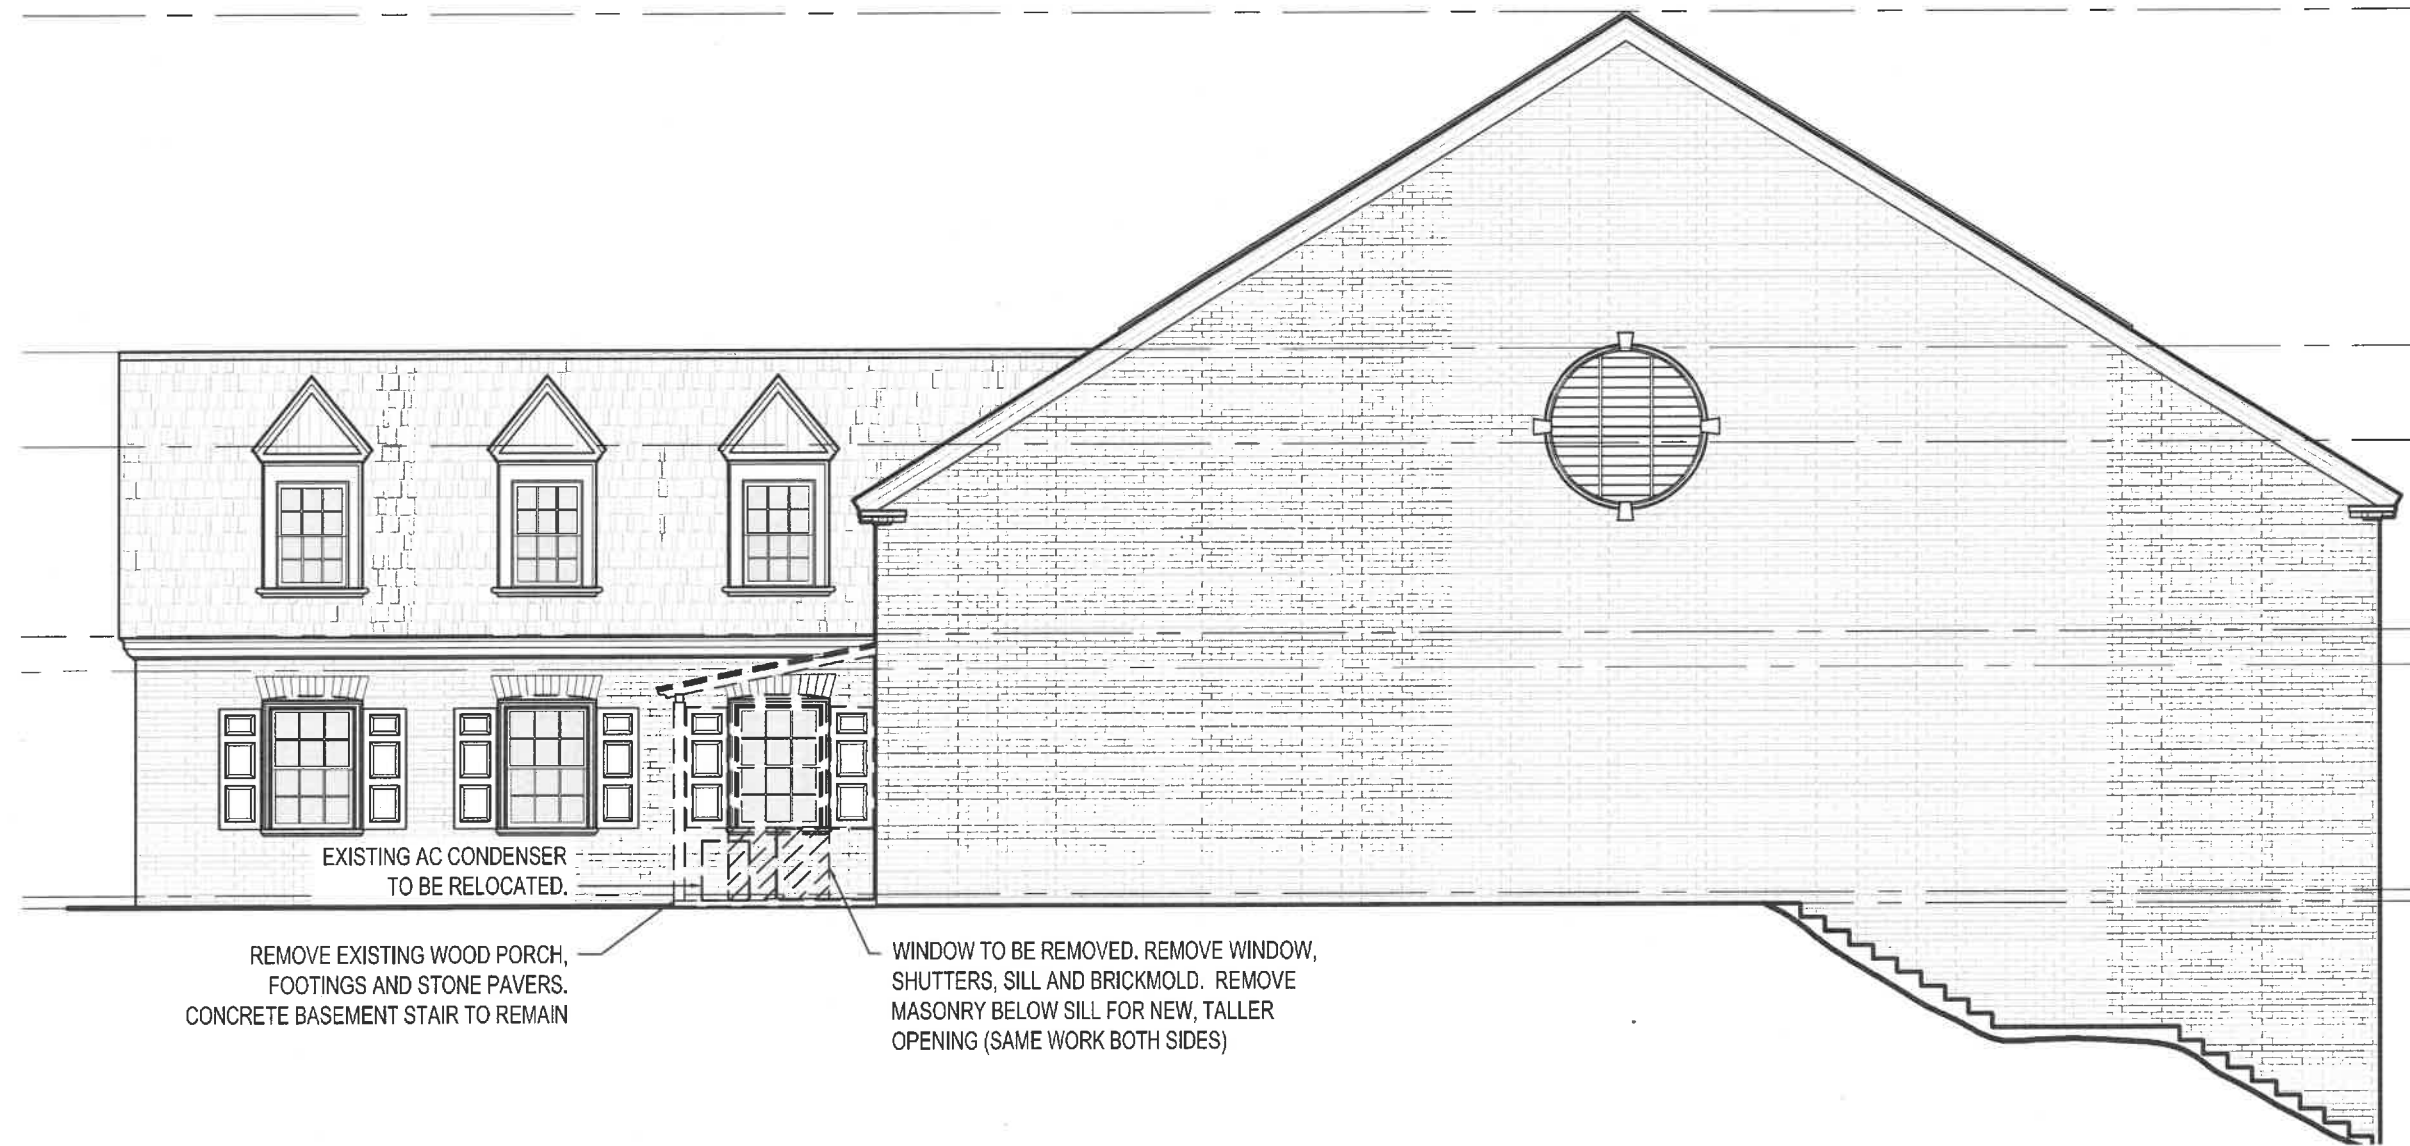 EXISTING AC CONDENSER
TO BE RELOCATED.
REMOVE EXISTING WOOD PORCH,
FOOTINGS AND STONE PAVERS.
CONCRETE BASEMENT STAIR TO REMAIN
WINDOW TO BE REMOVED. REMOVE WINDOW,
SHUTTERS, SILL AND BRICKMOLD. REMOVE
MASONRY BELOW SILL FOR NEW, TALLER
OPENING (SAME WORK BOTH SIDES)